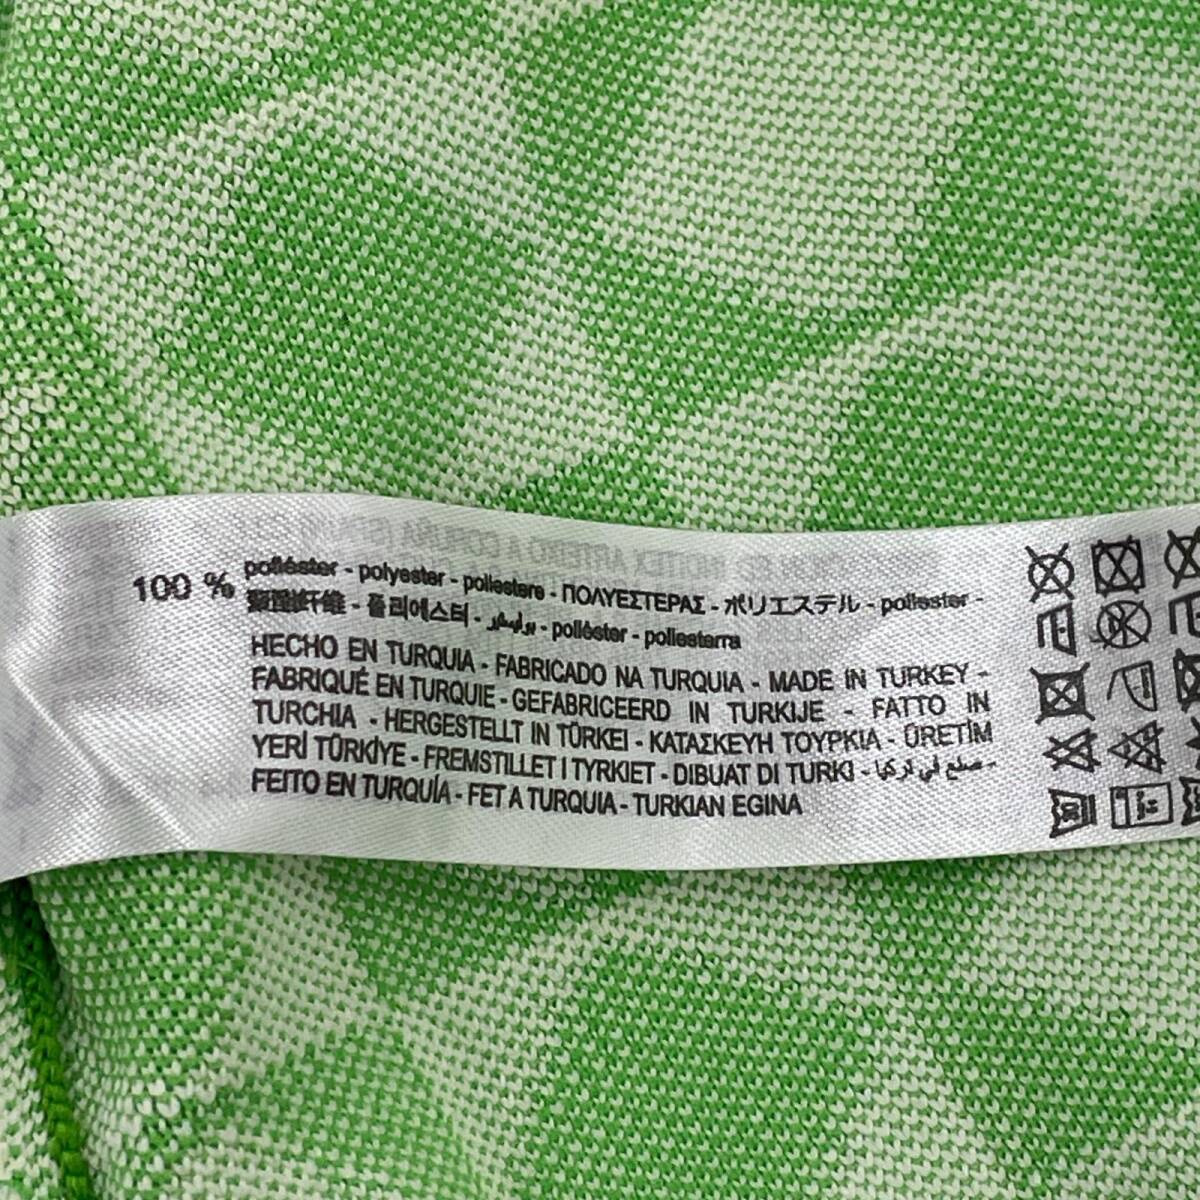 100 % poliéster - polyester - poliestere - ΠΟΛΥΕΣΤΕΡΑΣ - ポリエステル - poliester -
聚酯纤维 - 폴리에스터 - بوليستر - polièster - poliesterra
HECHO EN TURQUIA - FABRICADO NA TURQUIA - MADE IN TURKEY -
FABRIQUÉ EN TURQUIE - GEFABRICEERD IN TURKIJE - FATTO IN
TURCHIA - HERGESTELLT IN TÜRKEI - ΚΑΤΑΣΚΕΥΗ ΤΟΥΡΚΙΑ - ÜRETİM
YERİ TÜRKİYE - FREMSTILLET I TYRKIET - DIBUAT DI TURKI - صنع في تركيا -
FEITO EN TURQUÍA - FET A TURQUIA - TURKIAN EGINA